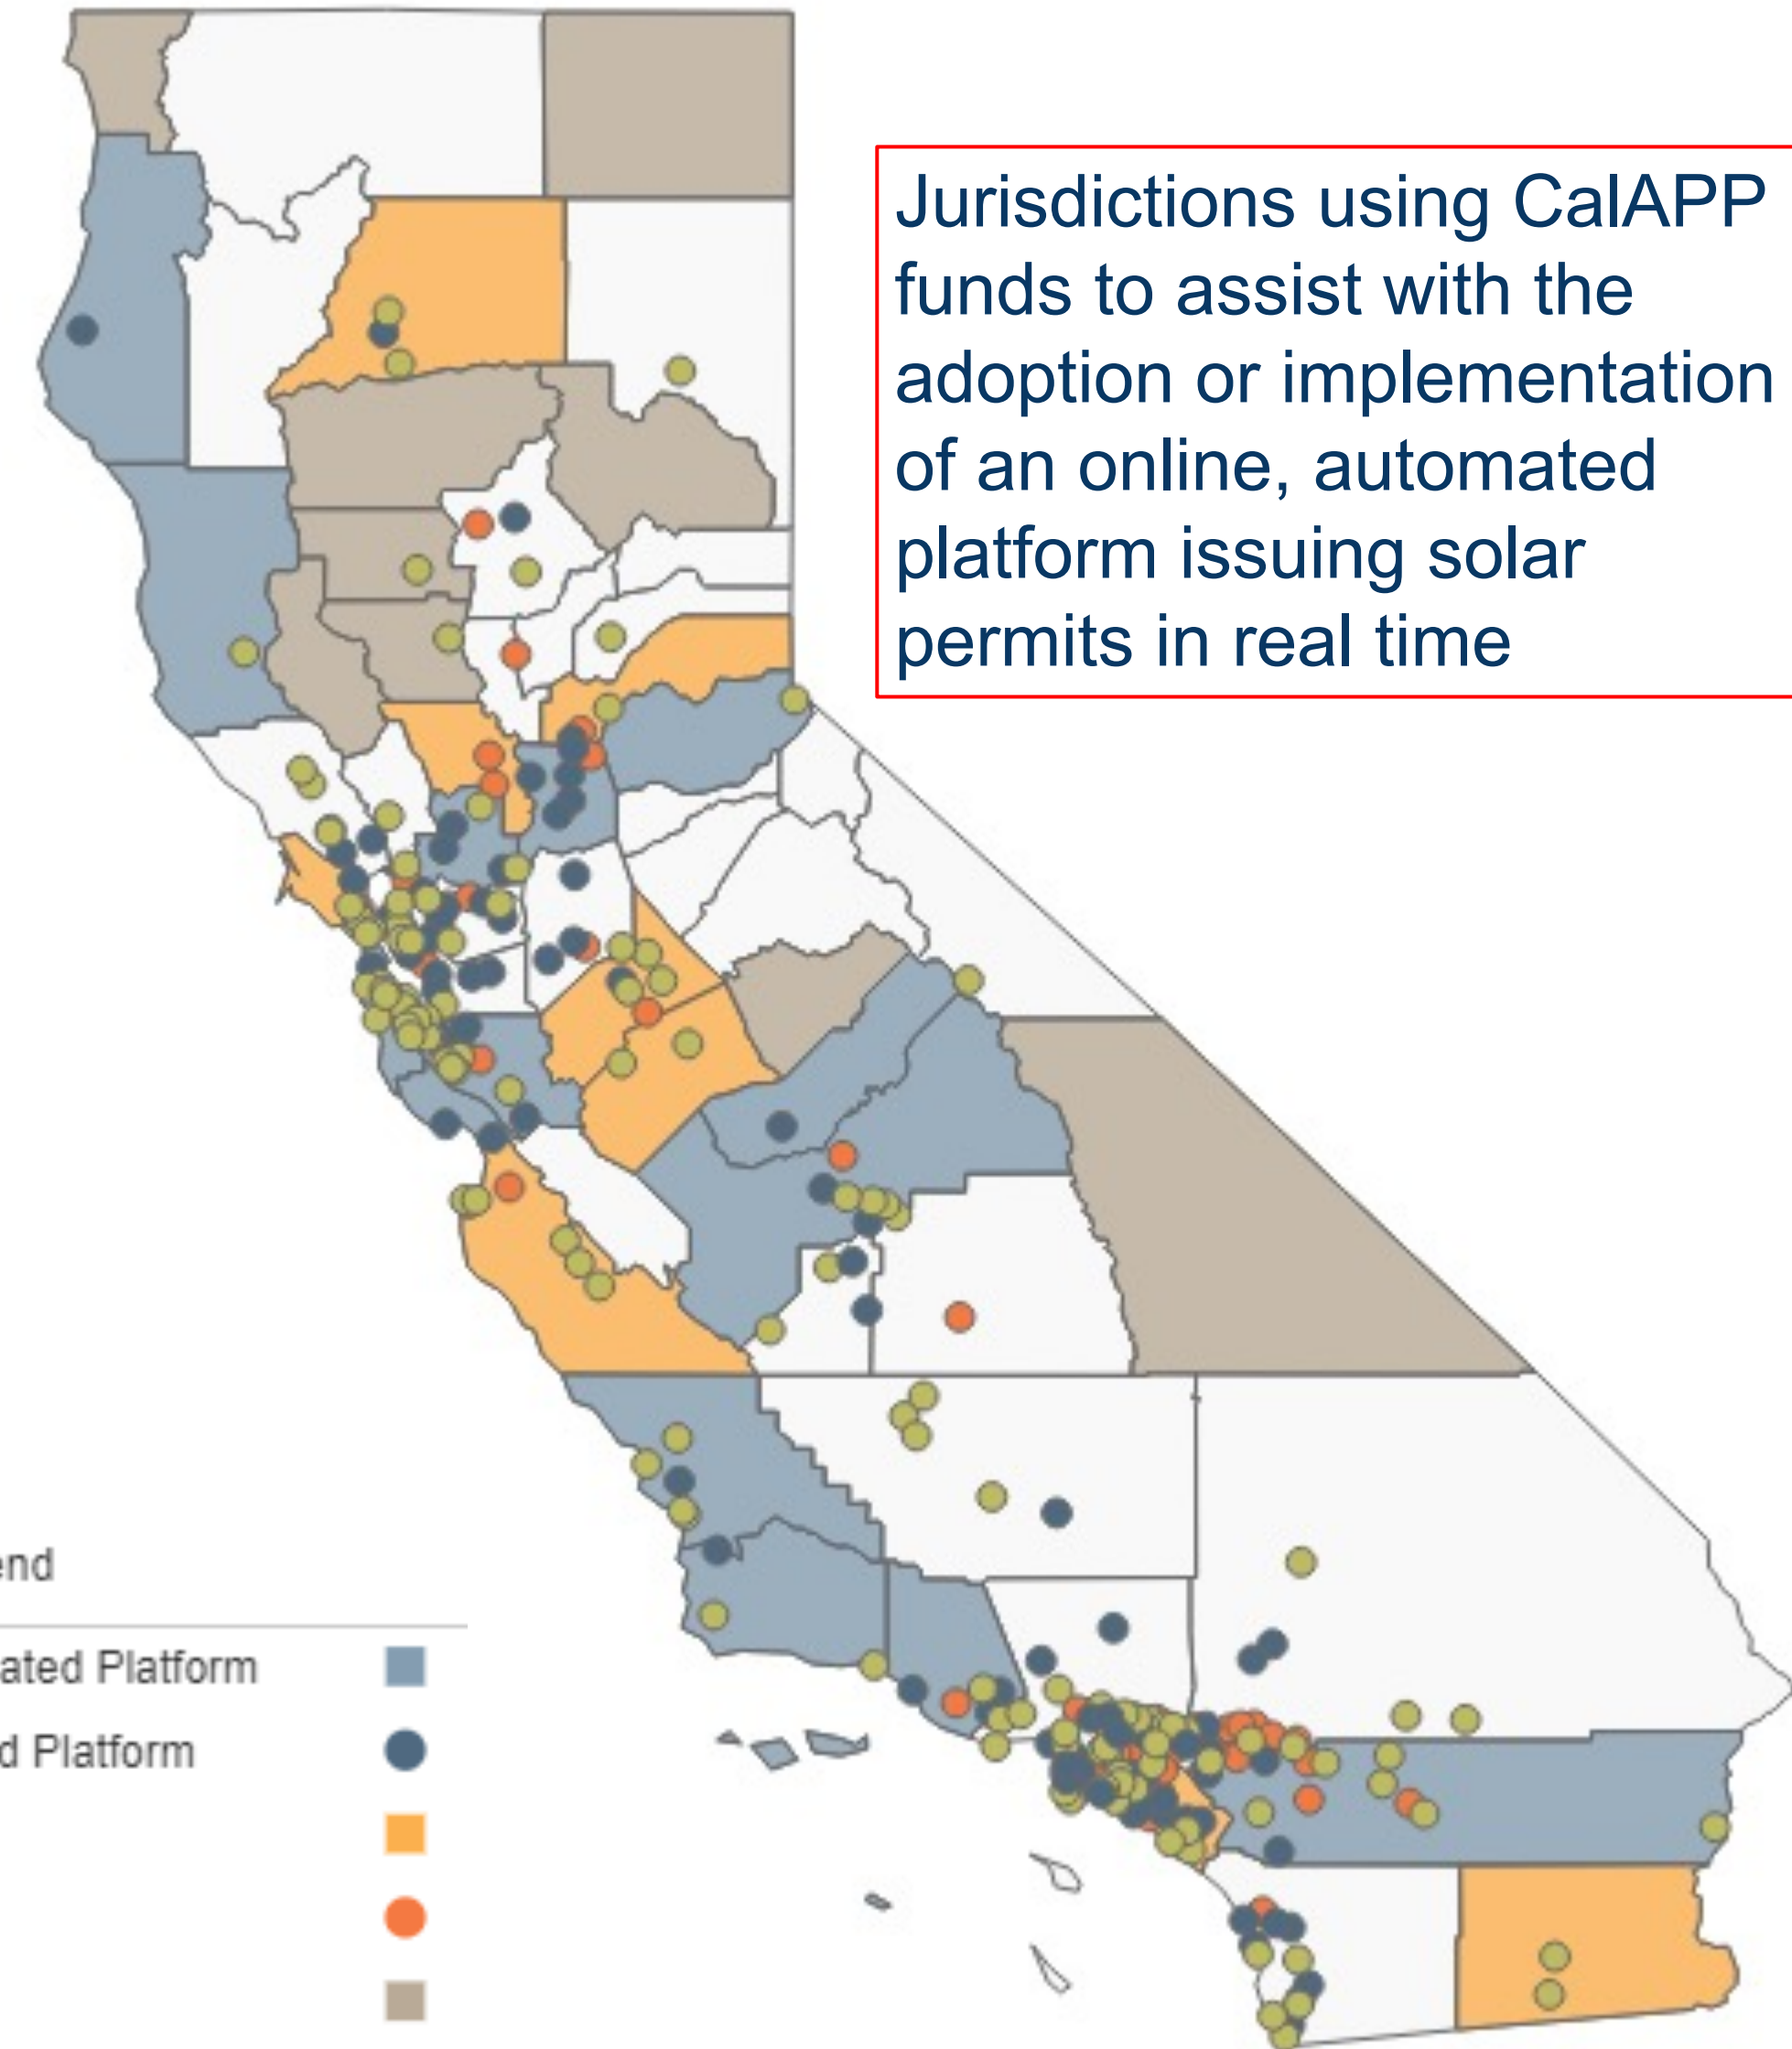 Jurisdictions using CalAPP
funds to assist with the
adoption or implementation
of an online, automated
platform issuing solar
permits in real time
end
ated Platform
d Platform